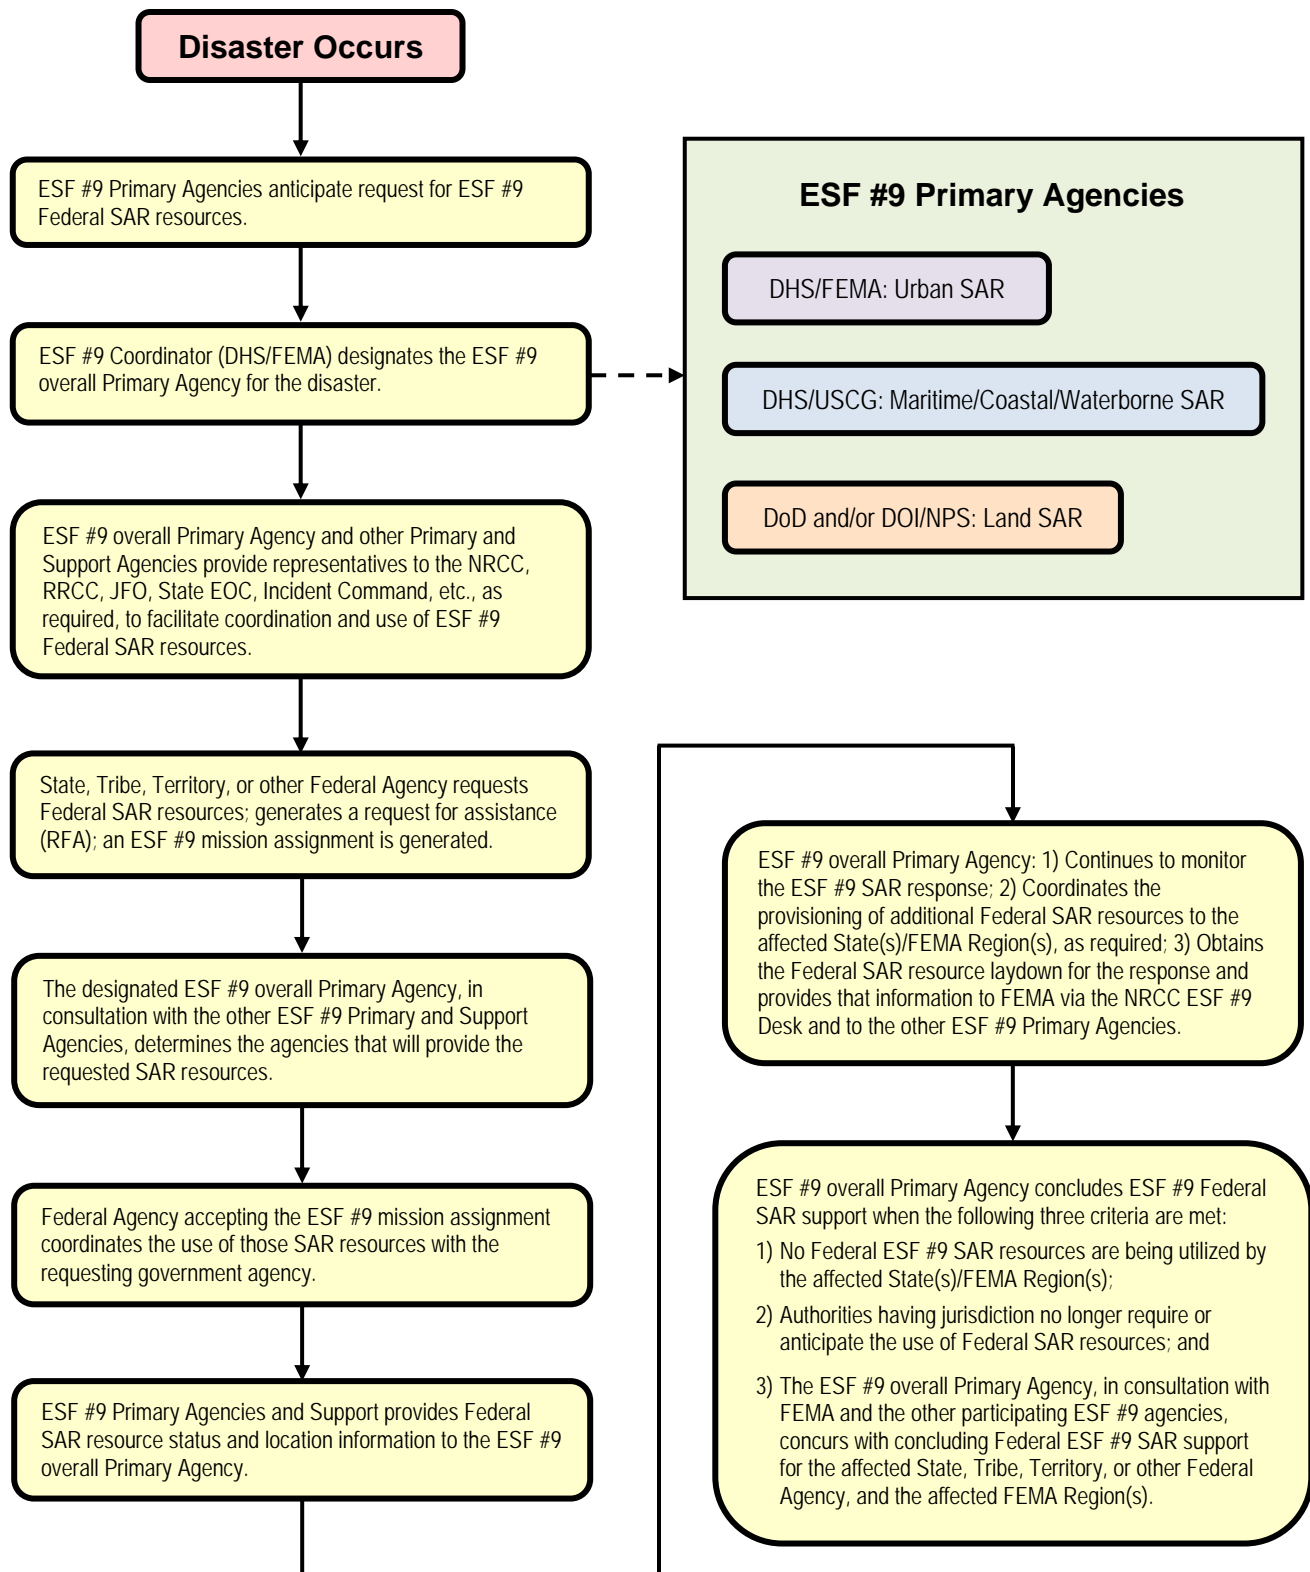 Disaster Occurs
ESF #9 Primary Agencies anticipate request for ESF #9
Federal SAR resources.
ESF #9 Coordinator (DHS/FEMA) designates the ESF #9
overall Primary Agency for the disaster.
ESF #9 Primary Agencies
DHS/FEMA: Urban SAR
DHS/USCG: Maritime/Coastal/Waterborne SAR
DoD and/or DOI/NPS: Land SAR
ESF #9 overall Primary Agency and other Primary and
Support Agencies provide representatives to the NRCC,
RRCC, JFO, State EOC, Incident Command, etc., as
required, to facilitate coordination and use of ESF #9
Federal SAR resources.
State, Tribe, Territory, or other Federal Agency requests
Federal SAR resources; generates a request for assistance
(RFA); an ESF #9 mission assignment is generated.
The designated ESF #9 overall Primary Agency, in
consultation with the other ESF #9 Primary and Support
Agencies, determines the agencies that will provide the
requested SAR resources.
Federal Agency accepting the ESF #9 mission assignment
coordinates the use of those SAR resources with the
requesting government agency.
ESF #9 Primary Agencies and Support provides Federal
SAR resource status and location information to the ESF #9
overall Primary Agency.
ESF #9 overall Primary Agency: 1) Continues to monitor
the ESF #9 SAR response; 2) Coordinates the
provisioning of additional Federal SAR resources to the
affected State(s)/FEMA Region(s), as required; 3) Obtains
the Federal SAR resource laydown for the response and
provides that information to FEMA via the NRCC ESF #9
Desk and to the other ESF #9 Primary Agencies.
ESF #9 overall Primary Agency concludes ESF #9 Federal
SAR support when the following three criteria are met:
1) No Federal ESF #9 SAR resources are being utilized by
the affected State(s)/FEMA Region(s);
2) Authorities having jurisdiction no longer require or
anticipate the use of Federal SAR resources; and
3) The ESF #9 overall Primary Agency, in consultation with
FEMA and the other participating ESF #9 agencies,
concurs with concluding Federal ESF #9 SAR support
for the affected State, Tribe, Territory, or other Federal
Agency, and the affected FEMA Region(s).